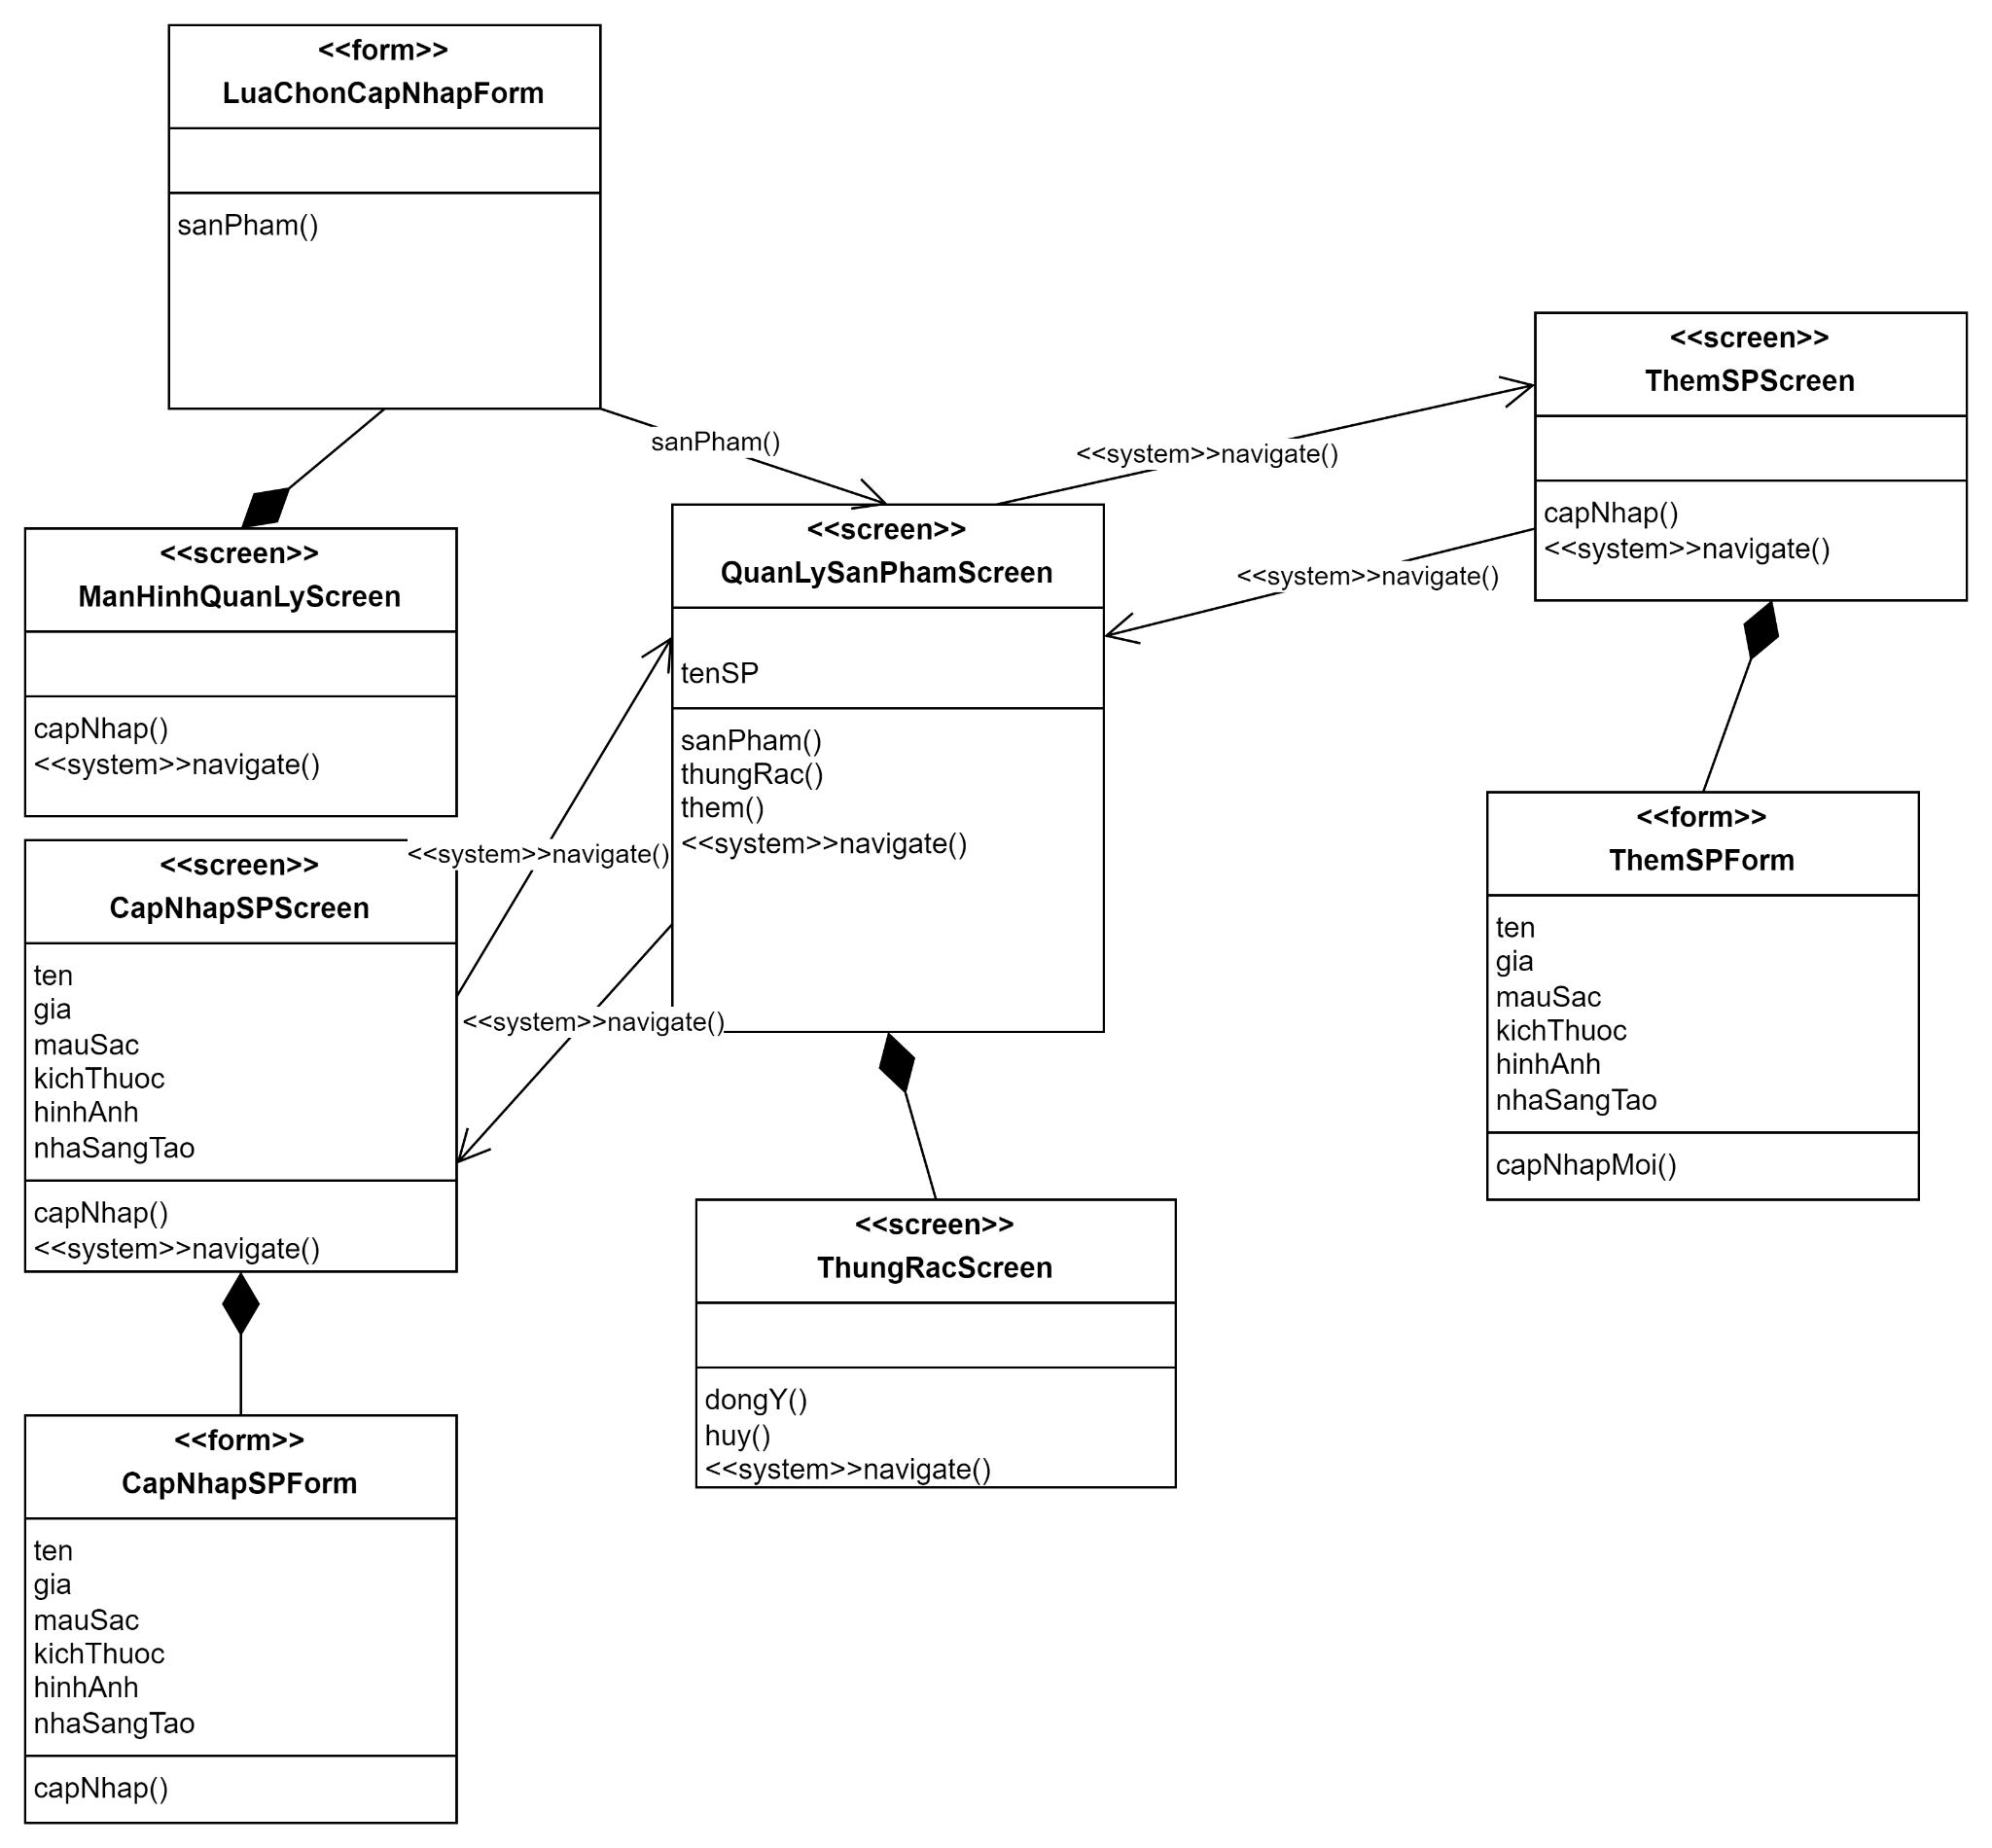 <<form>>
LuaChonCapNhapForm
sanPham()
sanPham()
<<screen>>
ManHinhQuanLyScreen
capNhap()
<<system>>navigate()
<<screen>>
QuanLySanPhamScreen
tenSP
sanPham()
thungRac()
them()
<<system>>navigate()
<<system>>navigate()
<<system>>navigate()
<<screen>>
ThemSPScreen
capNhap()
<<system>>navigate()
<<form>>
ThemSPForm
ten
gia
mauSac
kichThuoc
hinhAnh
nhaSangTao
capNhapMoi()
<<system>>navigate()
<<system>>navigate()
<<screen>>
CapNhapSPScreen
ten
gia
mauSac
kichThuoc
hinhAnh
nhaSangTao
capNhap()
<<system>>navigate()
<<screen>>
ThungRacScreen
dongY()
huy()
<<system>>navigate()
<<form>>
CapNhapSPForm
ten
gia
mauSac
kichThuoc
hinhAnh
nhaSangTao
capNhap()